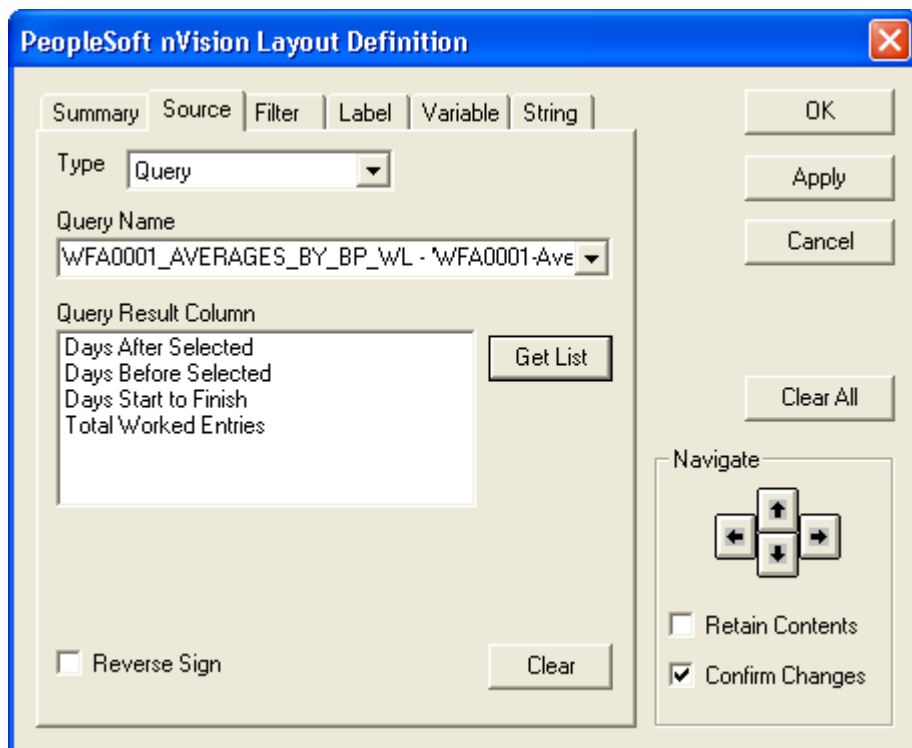 PeopleSoft nVision Layout Definition
Summary Source Filter Label Variable String
OK
Type Query
Apply
Query Name
Cancel
WFA0001_AVERAGES_BY_BP_WL - 'WFA0001-Ave
Query Result Column
Days After Selected
Days Before Selected
Days Start to Finish
Total Worked Entries
Get List
Clear All
Navigate
Retain Contents
Reverse Sign
Clear
Confirm Changes